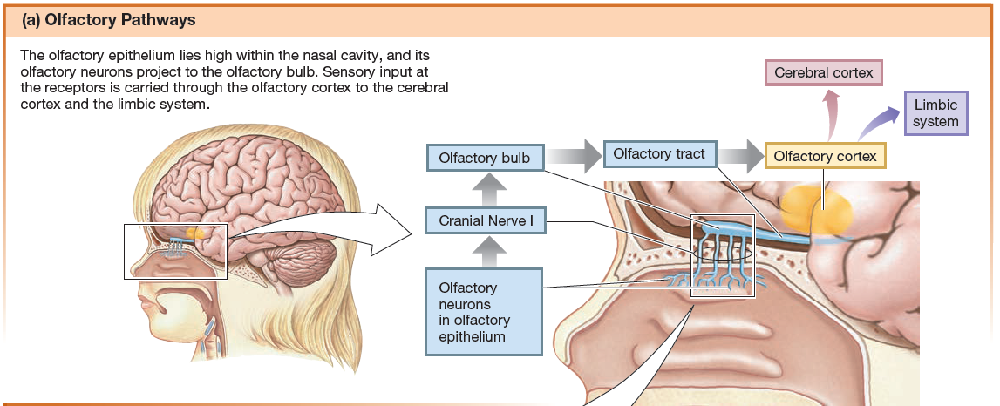 (a) Olfactory Pathways
The olfactory epithelium lies high within the nasal cavity, and its
olfactory neurons project to the olfactory bulb. Sensory input at
the receptors is carried through the olfactory cortex to the cerebral
cortex and the limbic system.
Cerebral cortex
Limbic
system
Olfactory bulb
Olfactory tract
Olfactory cortex
Cranial Nerve I
Olfactory
neurons
in olfactory
epithelium